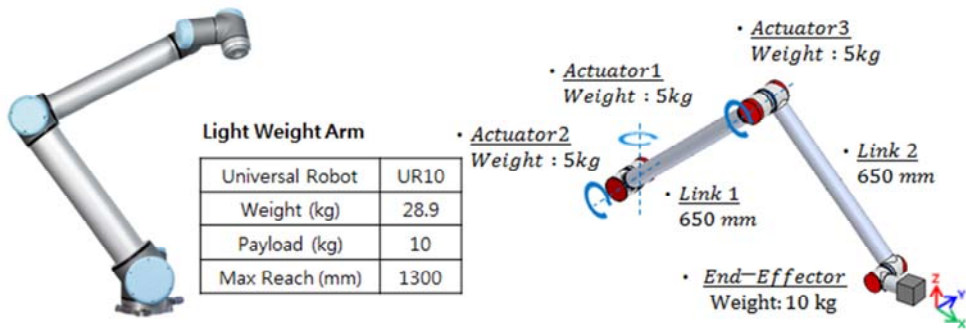 Light Weight Arm
Universal Robot UR10
Weight (kg) 28.9
Payload (kg) 10
Max Reach (mm) 1300
· Actuator3
Weight : 5kg
· Actuator1
Weight : 5kg
· Actuator2
Weight : 5kg
· Link 1
650 mm
· Link 2
650 mm
· End−Effector
Weight: 10 kg
Z
Y
X